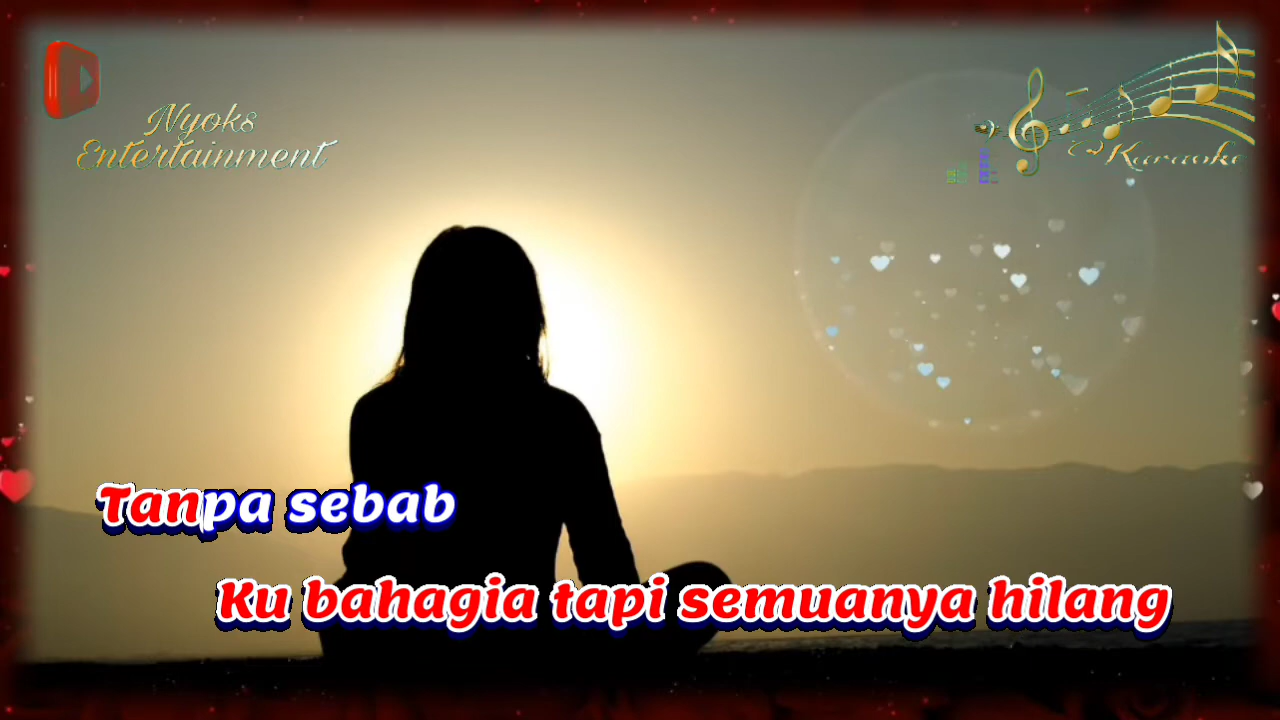 Nyoks
Entertainment
Karaoke
Tanpa sebab
Ku bahagia tapi semuanya hilang